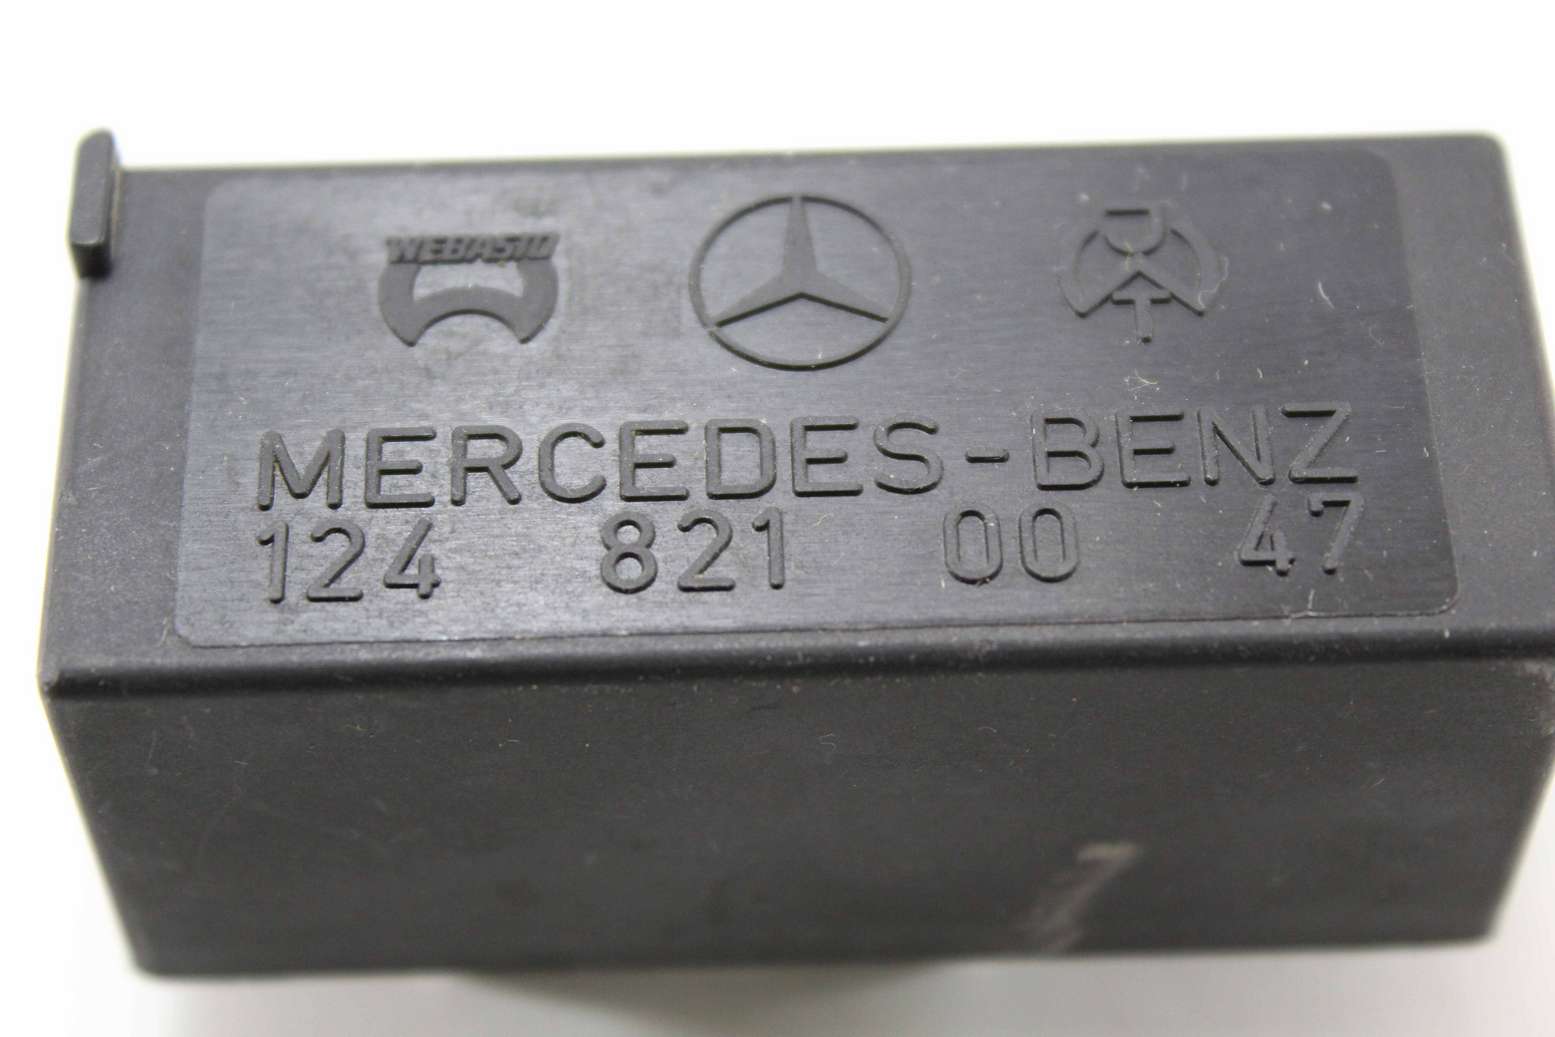 WEBASTO
MERCEDES-BENZ
124 821 00 47